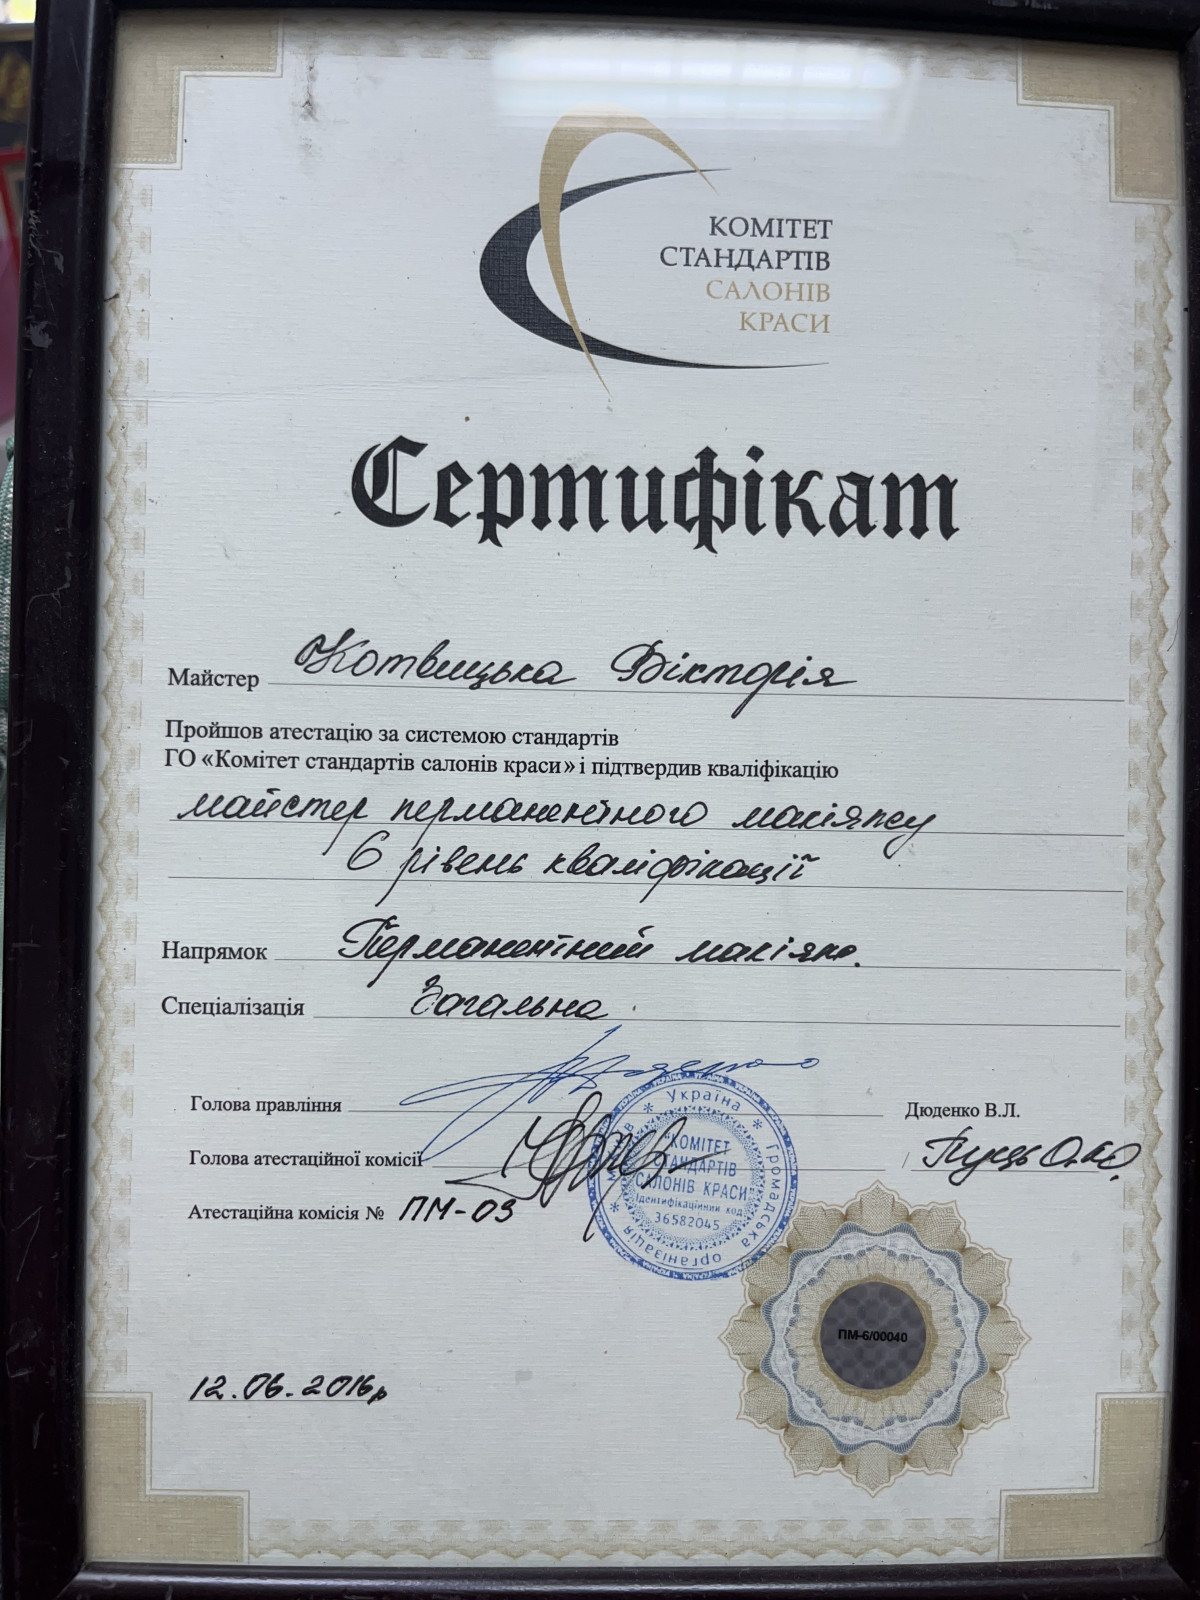 КОМІТЕТ
СТАНДАРТІВ
САЛОНІВ
КРАСИ
Сертифікат
Майстер Котвицька Вікторія
Пройшов атестацію за системою стандартів
ГО «Комітет стандартів салонів краси» і підтвердив кваліфікацію
майстер перманентного макіяжу
6 рівень кваліфікації
Напрямок Перманентний макіяж.
Спеціалізація Загальна
Голова правління Дюденко В.Л.
Голова атестаційної комісії
Атестаційна комісія № ПМ-03
Україна
Громадська
організація
"КОМІТЕТ
СТАНДАРТІВ
САЛОНІВ КРАСИ
Ідентифікаційний код
36582045
ПМ-6/00040
12.06.2016р